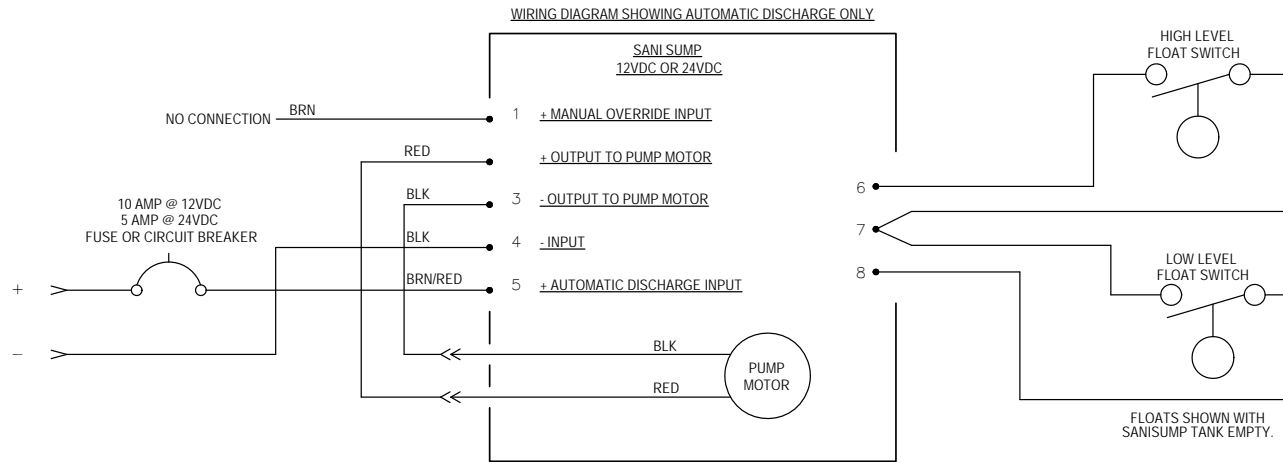 WIRING DIAGRAM SHOWING AUTOMATIC DISCHARGE ONLY
SANI SUMP
12VDC OR 24VDC
HIGH LEVEL
FLOAT SWITCH
NO CONNECTION
BRN
1 + MANUAL OVERRIDE INPUT
RED
+ OUTPUT TO PUMP MOTOR
BLK
3 - OUTPUT TO PUMP MOTOR
10 AMP @ 12VDC
5 AMP @ 24VDC
FUSE OR CIRCUIT BREAKER
BLK
4 - INPUT
BRN/RED
5 + AUTOMATIC DISCHARGE INPUT
6
7
8
LOW LEVEL
FLOAT SWITCH
+
-
BLK
RED
PUMP
MOTOR
FLOATS SHOWN WITH
SANISUMP TANK EMPTY.